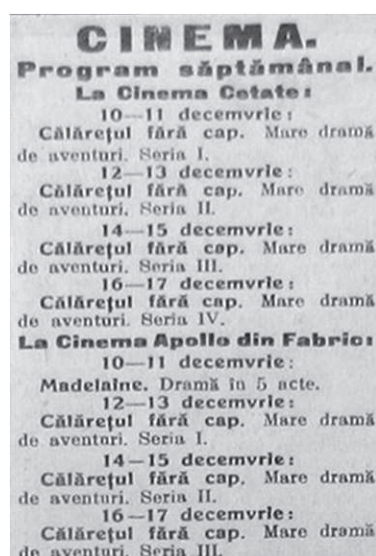 CINEMA.
Program săptămânal.
La Cinema Cetate:
10—11 decemvrie:
Călărețul fără cap. Mare dramă
de aventuri. Seria I.
12—13 decemvrie:
Călărețul fără cap. Mare dramă
de aventuri. Seria II.
14—15 decemvrie:
Călărețul fără cap. Mare dramă
de aventuri. Seria III.
16—17 decemvrie:
Călărețul fără cap. Mare dramă
de aventuri. Seria IV.
La Cinema Apollo din Fabric:
10—11 decemvrie:
Madelaine. Dramă în 5 acte.
12—13 decemvrie:
Călărețul fără cap. Mare dramă
de aventuri. Seria I.
14—15 decemvrie:
Călărețul fără cap. Mare dramă
de aventuri. Seria II.
16—17 decemvrie:
Călărețul fără cap. Mare dramă
de aventuri. Seria III.